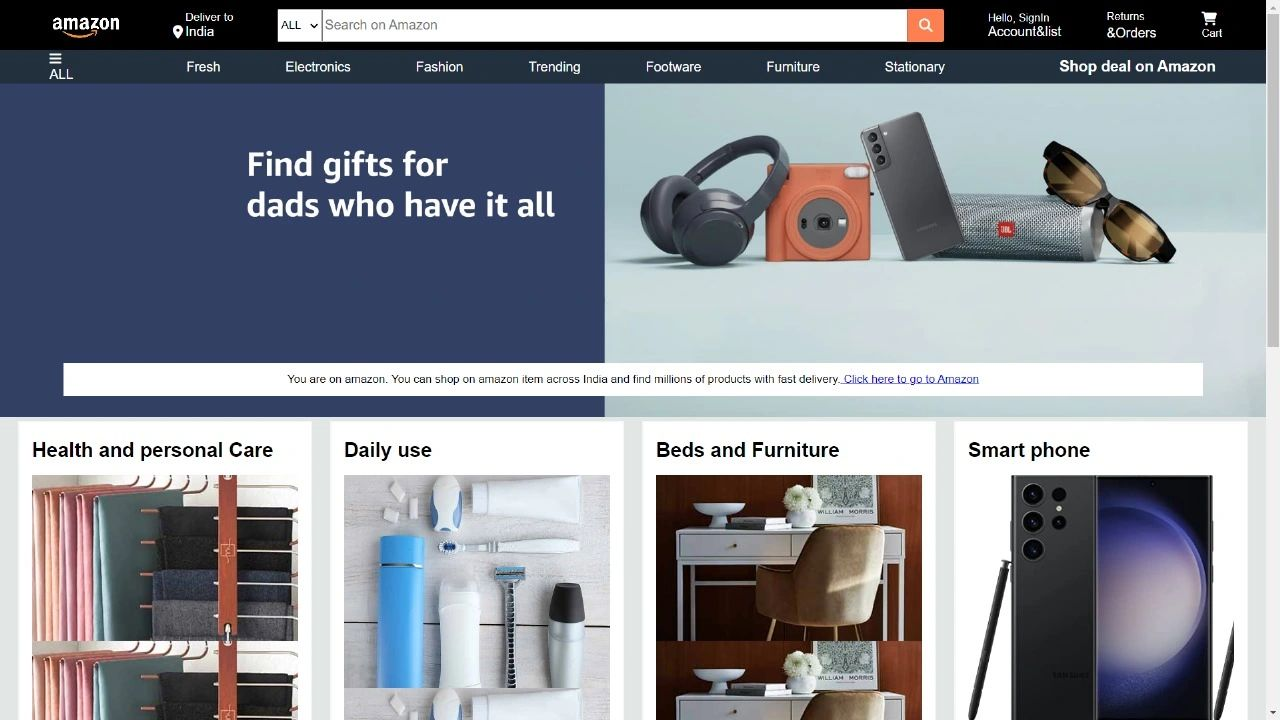 amazon
Deliver to
India
ALL
Search on Amazon
Hello, SignIn
Account&list
Returns
&Orders
Cart
ALL
Fresh
Electronics
Fashion
Trending
Footware
Furniture
Stationary
Shop deal on Amazon
Find gifts for
dads who have it all
SAMSUNG
JBL
You are on amazon. You can shop on amazon item across India and find millions of products with fast delivery. Click here to go to Amazon
Health and personal Care
Daily use
Beds and Furniture
Smart phone
WILLIAM MORRIS
SAMSUNG
WILLIAM MORRIS